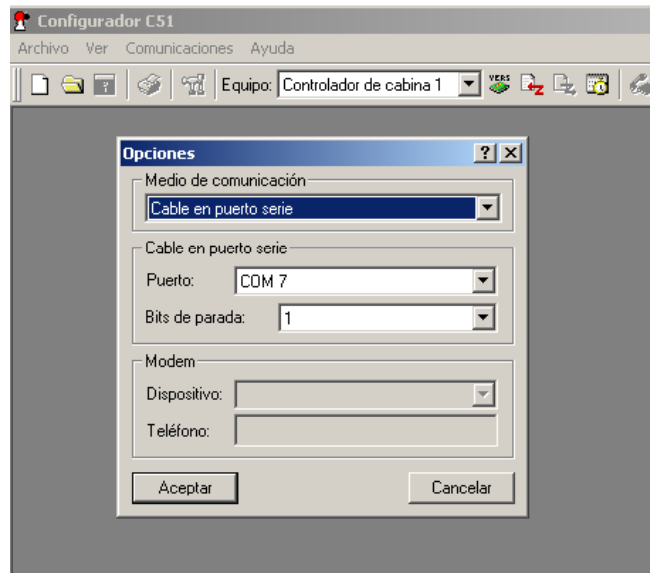 Configurador C51
Archivo Ver Comunicaciones Ayuda
Equipo: Controlador de cabina 1 VERS
Opciones
Medio de comunicación
Cable en puerto serie
Cable en puerto serie
Puerto: COM 7
Bits de parada: 1
Modem
Dispositivo:
Teléfono:
Aceptar Cancelar